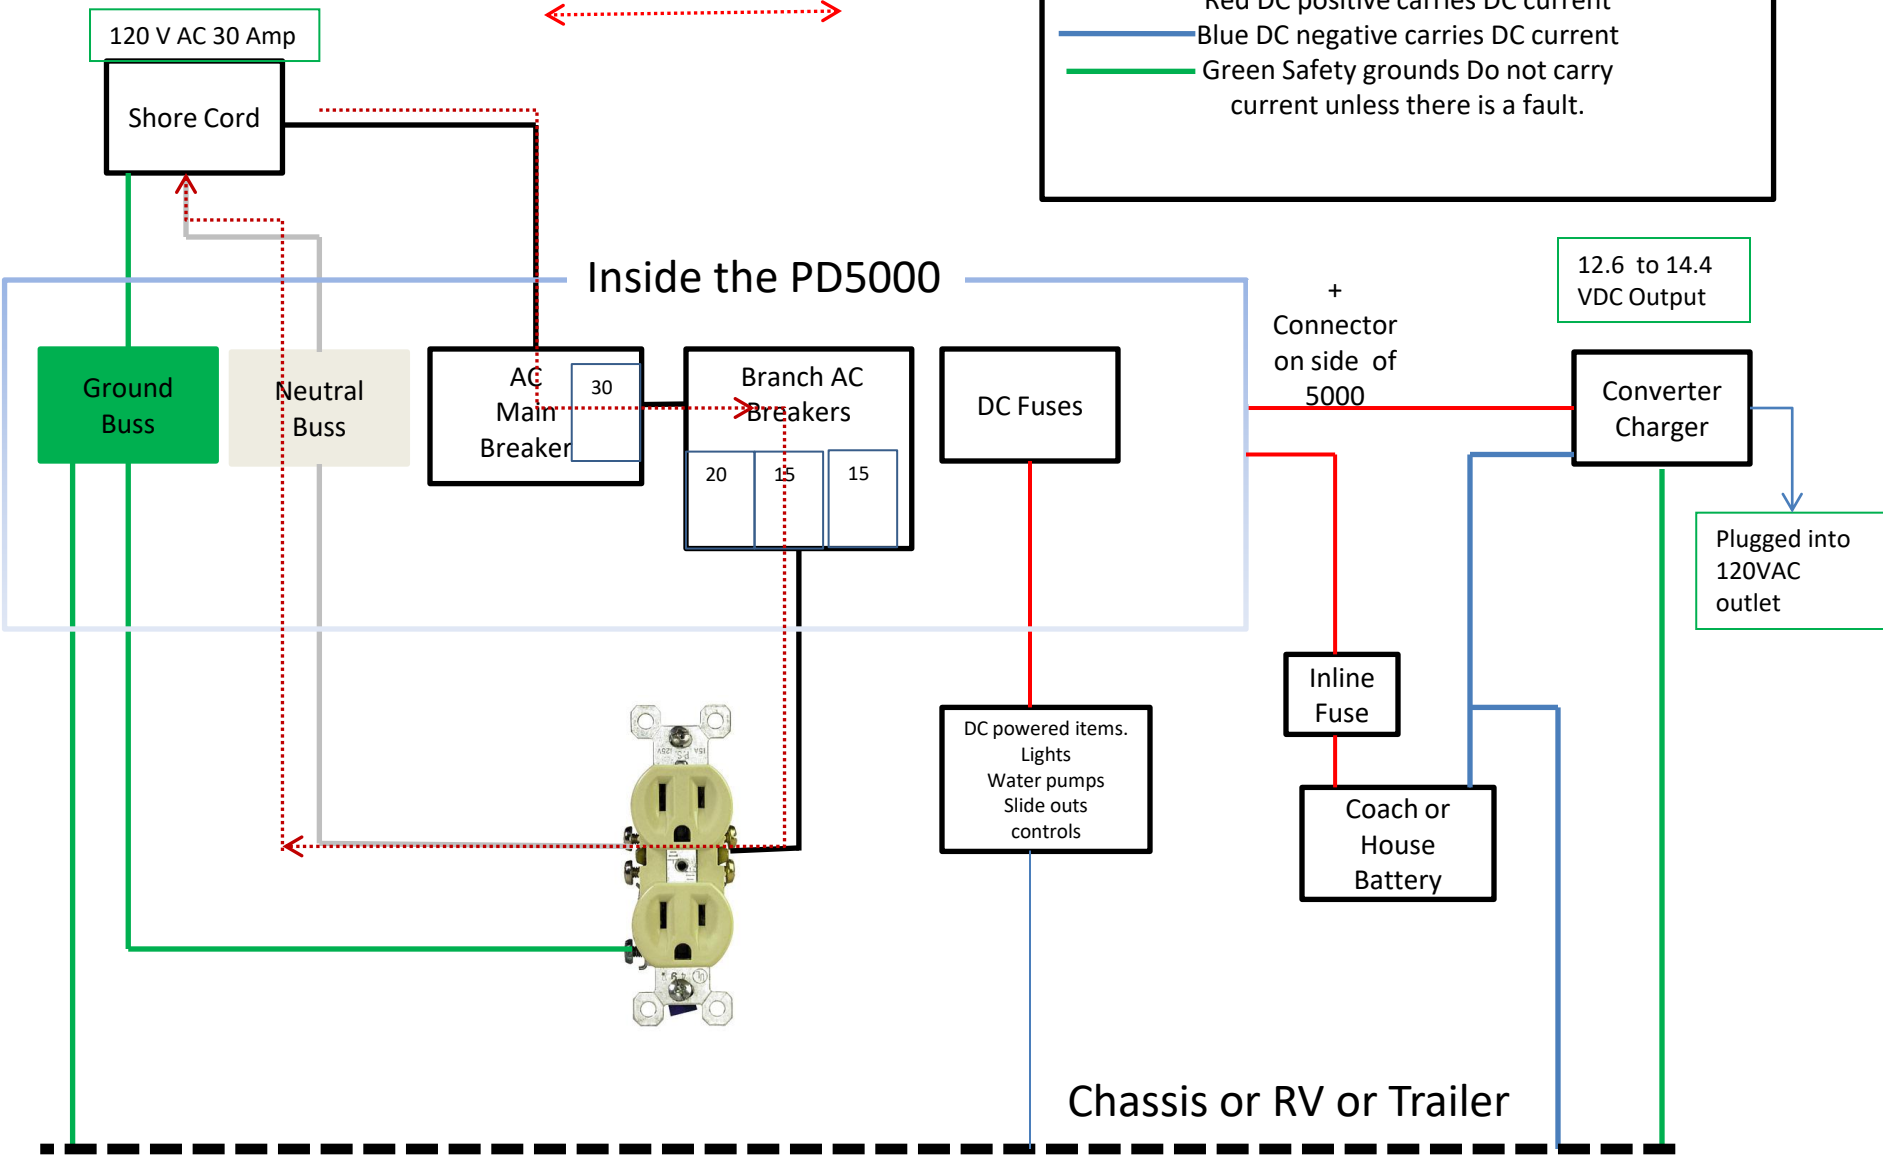 Red DC positive carries DC current
Blue DC negative carries DC current
Green Safety grounds Do not carry
current unless there is a fault.
120 V AC 30 Amp
Shore Cord
Inside the PD5000
12.6 to 14.4
VDC Output
+
Connector
on side of
5000
Ground
Buss
Neutral
Buss
AC
Main
Breaker
30
Branch AC
Breakers
20
15
15
DC Fuses
Converter
Charger
Plugged into
120VAC
outlet
Inline
Fuse
DC powered items.
Lights
Water pumps
Slide outs
controls
Coach or
House
Battery
Chassis or RV or Trailer